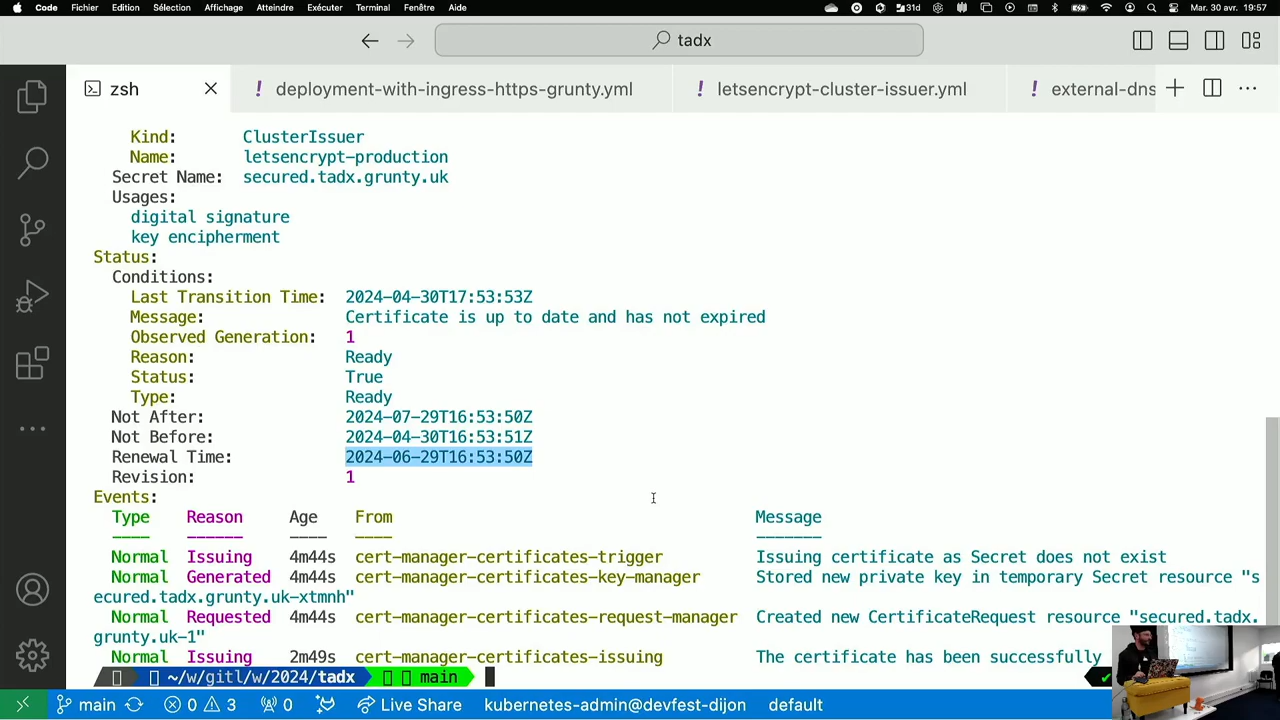 Code Fichier Edition Sélection Affichage Atteindre Exécuter Terminal Fenêtre Aide 31d Mar. 30 avr. 19:57
tadx
zsh ! deployment-with-ingress-https-grunty.yml ! letsencrypt-cluster-issuer.yml ! external-dns
Kind: ClusterIssuer
Name: letsencrypt-production
Secret Name: secured.tadx.grunty.uk
Usages:
digital signature
key encipherment
Status:
Conditions:
Last Transition Time: 2024-04-30T17:53:53Z
Message: Certificate is up to date and has not expired
Observed Generation: 1
Reason: Ready
Status: True
Type: Ready
Not After: 2024-07-29T16:53:50Z
Not Before: 2024-04-30T16:53:51Z
Renewal Time: 2024-06-29T16:53:50Z
Revision: 1
Events:
Type Reason Age From Message
---- ------ ---- ---- -------
Normal Issuing 4m44s cert-manager-certificates-trigger Issuing certificate as Secret does not exist
Normal Generated 4m44s cert-manager-certificates-key-manager Stored new private key in temporary Secret resource "s
ecured.tadx.grunty.uk-xtmnh"
Normal Requested 4m44s cert-manager-certificates-request-manager Created new CertificateRequest resource "secured.tadx.
grunty.uk-1"
Normal Issuing 2m49s cert-manager-certificates-issuing The certificate has been successfully
~/w/gitl/w/2024/tadx main
main 0 3 0 Live Share kubernetes-admin@devfest-dijon default